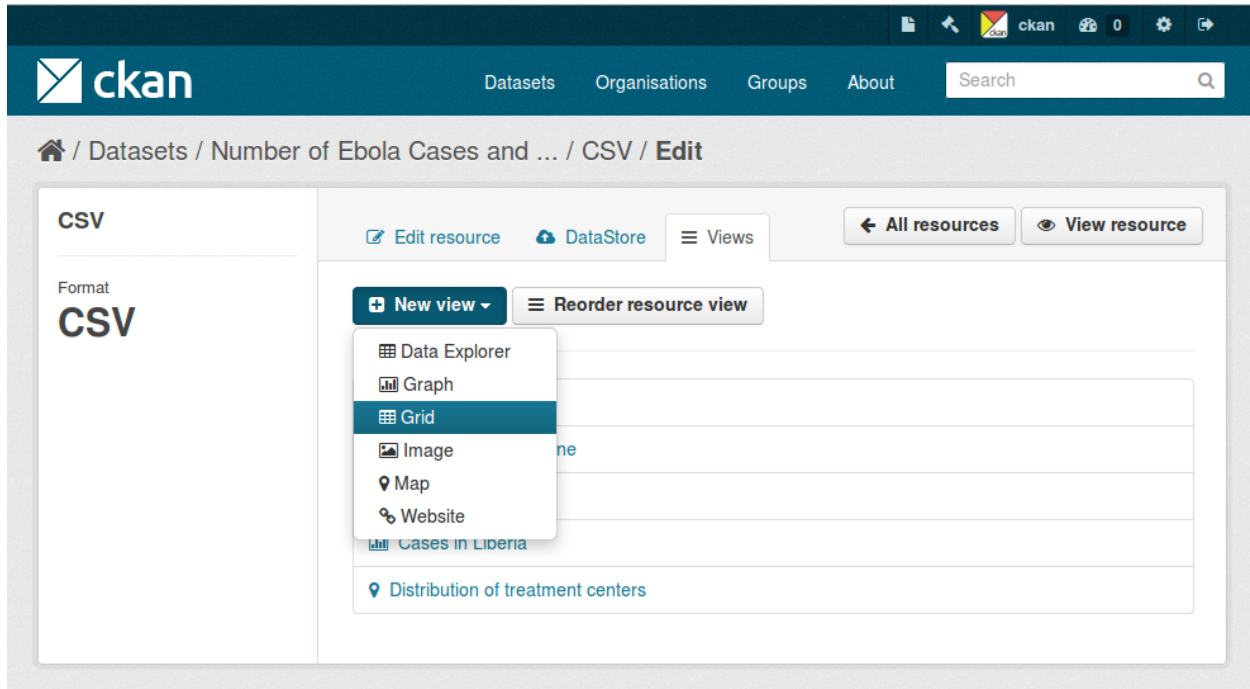 ckan 0
ckan Datasets Organisations Groups About Search
/ Datasets / Number of Ebola Cases and ... / CSV / Edit
CSV
Format
CSV
Edit resource DataStore Views All resources View resource
New view Reorder resource view
Data Explorer
Graph
Grid
Image
Map
Website
ne
Cases in Liberia
Distribution of treatment centers